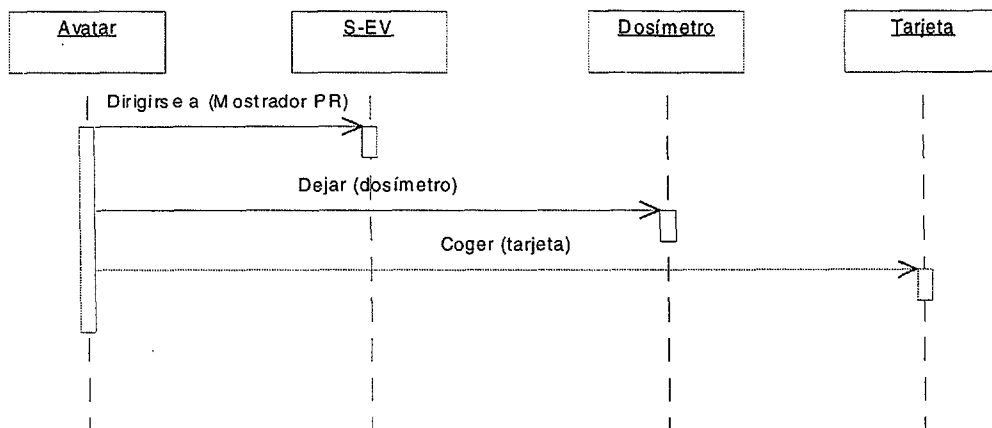 Avatar
S-EV
Dosímetro
Tarjeta
Dirigirse a (Mostrador PR)
Dejar (dosímetro)
Coger (tarjeta)